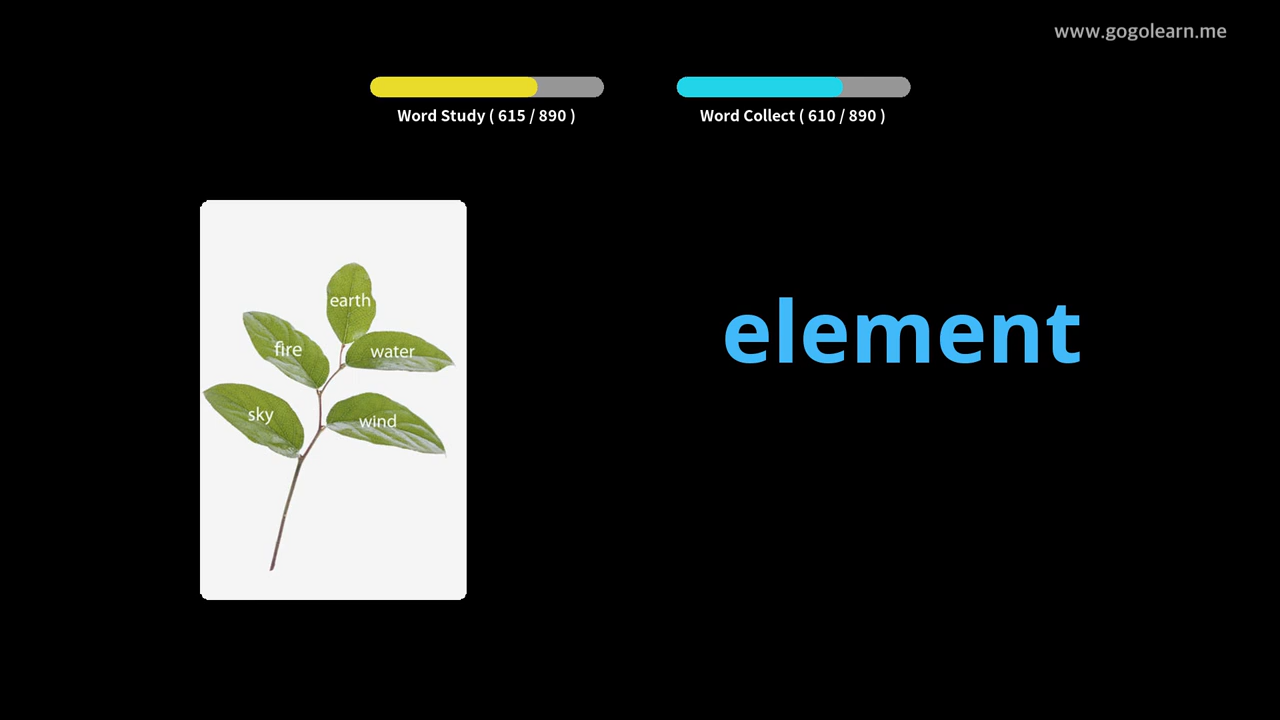 www.gogolearn.me
Word Study ( 615 / 890 )
Word Collect ( 610 / 890 )
earth
fire
water
sky
wind
element